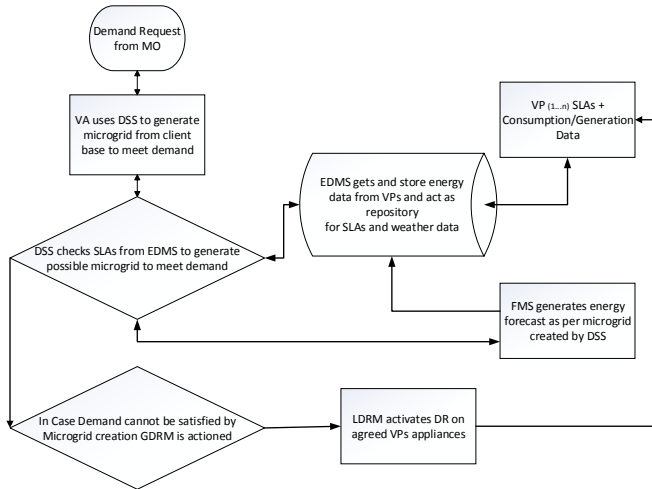 Demand Request
from MO
VA uses DSS to generate
microgrid from client
base to meet demand
VP (1...n) SLAs +
Consumption/Generation
Data
EDMS gets and store energy
data from VPs and act as
repository
for SLAs and weather data
DSS checks SLAs from EDMS to generate
possible microgrid to meet demand
FMS generates energy
forecast as per microgrid
created by DSS
In Case Demand cannot be satisfied by
Microgrid creation GDRM is actioned
LDRM activates DR on
agreed VPs appliances